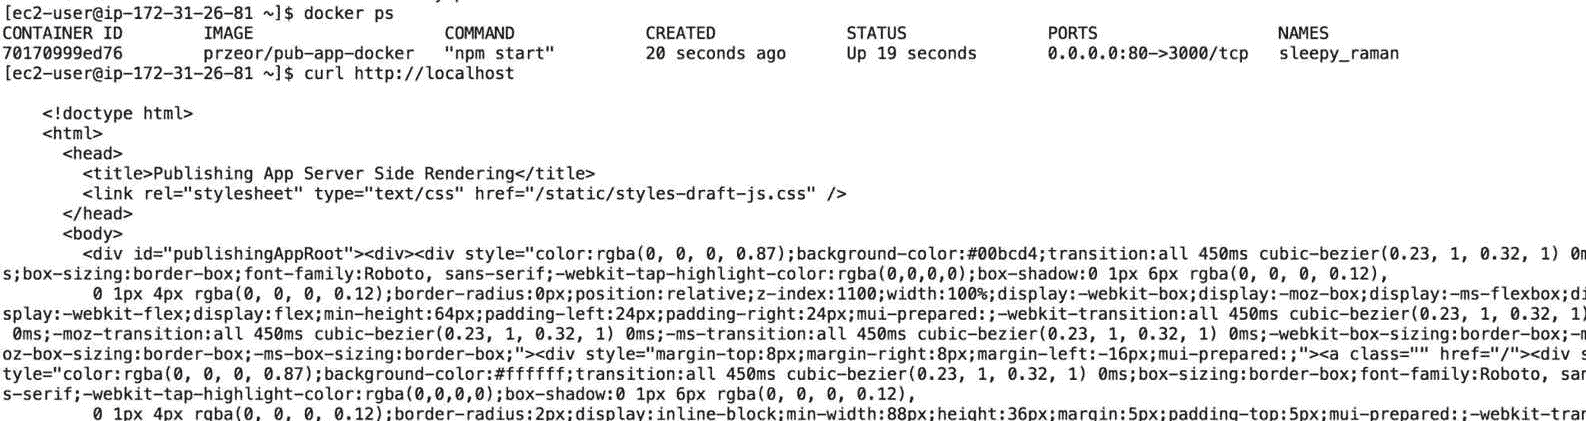 [ec2-user@ip-172-31-26-81 ~]$ docker ps
CONTAINER ID        IMAGE                   COMMAND             CREATED             STATUS              PORTS                  NAMES
70170999ed76        przeor/pub-app-docker   "npm start"         20 seconds ago      Up 19 seconds       0.0.0.0:80->3000/tcp   sleepy_raman
[ec2-user@ip-172-31-26-81 ~]$ curl http://localhost
    <!doctype html>
    <html>
      <head>
        <title>Publishing App Server Side Rendering</title>
        <link rel="stylesheet" type="text/css" href="/static/styles-draft-js.css" />
      </head>
      <body>
        <div id="publishingAppRoot"><div><div style="color:rgba(0, 0, 0, 0.87);background-color:#00bcd4;transition:all 450ms cubic-bezier(0.23, 1, 0.32, 1) 0m
s;box-sizing:border-box;font-family:Roboto, sans-serif;-webkit-tap-highlight-color:rgba(0,0,0,0);box-shadow:0 1px 6px rgba(0, 0, 0, 0.12),
         0 1px 4px rgba(0, 0, 0, 0.12);border-radius:0px;position:relative;z-index:1100;width:100%;display:-webkit-box;display:-moz-box;display:-ms-flexbox;di
splay:-webkit-flex;display:flex;min-height:64px;padding-left:24px;padding-right:24px;mui-prepared:;-webkit-transition:all 450ms cubic-bezier(0.23, 1, 0.32, 1)
 0ms;-moz-transition:all 450ms cubic-bezier(0.23, 1, 0.32, 1) 0ms;-ms-transition:all 450ms cubic-bezier(0.23, 1, 0.32, 1) 0ms;-webkit-box-sizing:border-box;-m
oz-box-sizing:border-box;-ms-box-sizing:border-box;"><div style="margin-top:8px;margin-right:8px;margin-left:-16px;mui-prepared:;"><a class="" href="/"><div s
tyle="color:rgba(0, 0, 0, 0.87);background-color:#ffffff;transition:all 450ms cubic-bezier(0.23, 1, 0.32, 1) 0ms;box-sizing:border-box;font-family:Roboto, san
s-serif;-webkit-tap-highlight-color:rgba(0,0,0,0);box-shadow:0 1px 6px rgba(0, 0, 0, 0.12),
         0 1px 4px rgba(0, 0, 0, 0.12);border-radius:2px;display:inline-block;min-width:88px;height:36px;margin:5px;padding-top:5px;mui-prepared:;-webkit-tran